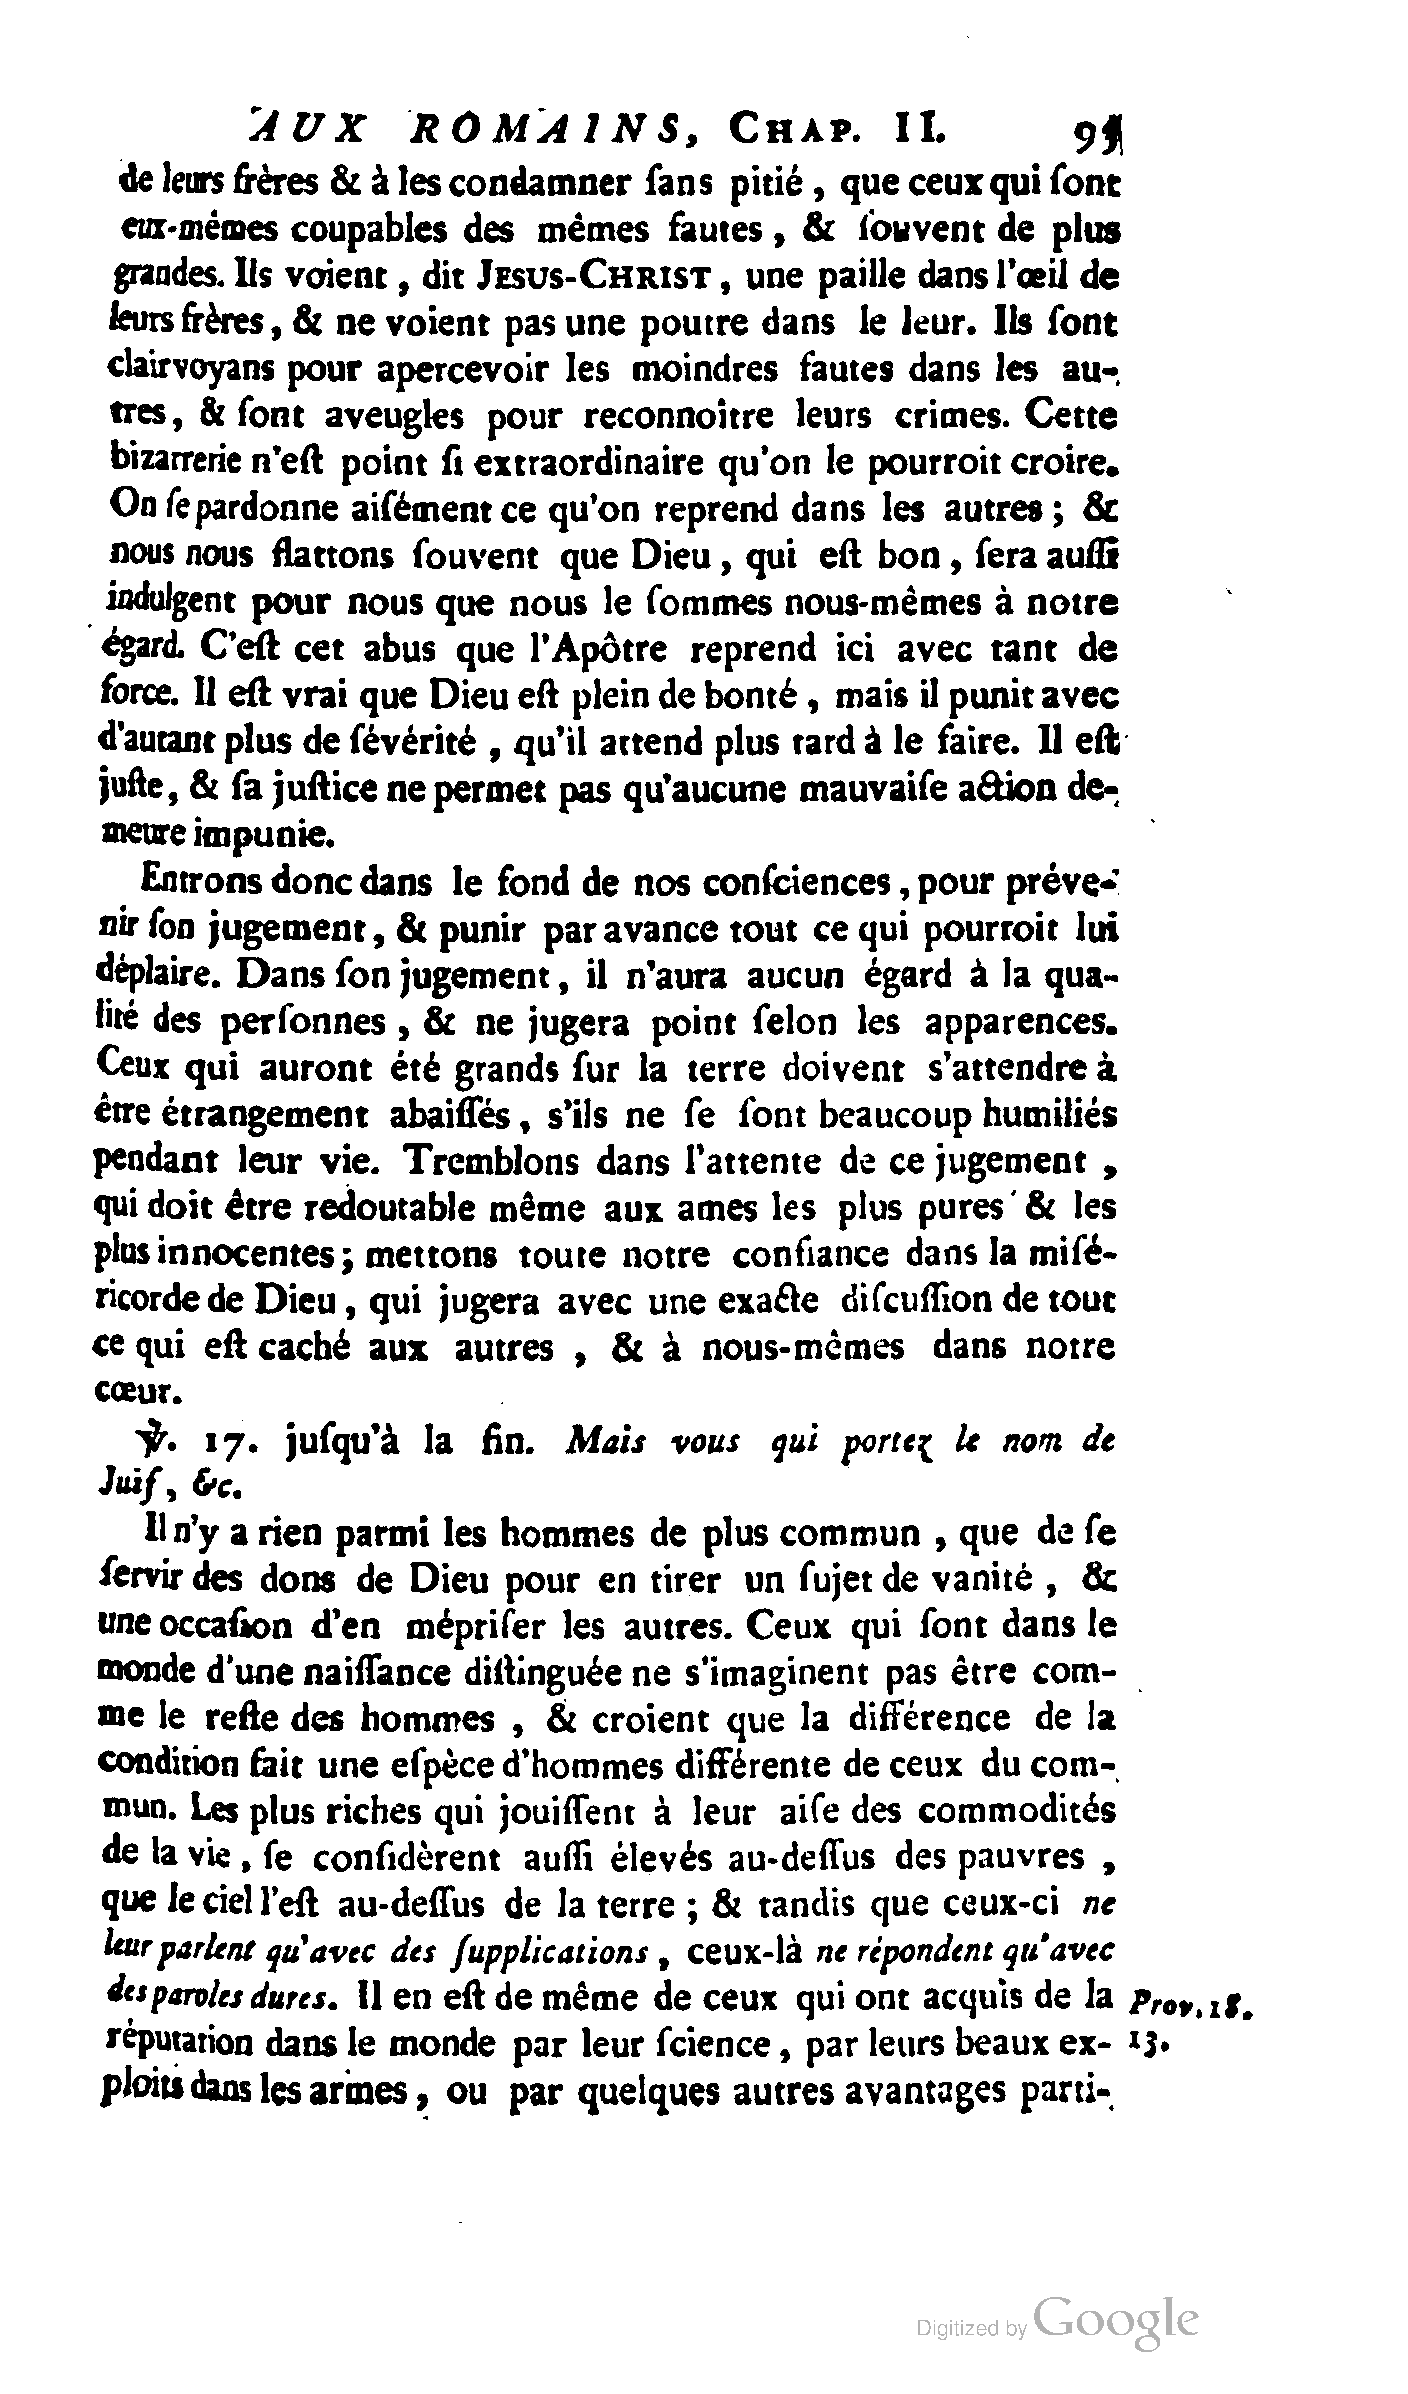 AUX ROMAINS, CHAP. II.
de leurs frères & à les condamner ſans pitié, que ceux qui ſont
eux-mêmes coupables des mêmes fautes, & ſouvent de plus
grandes. Ils voient, dit JESUS-CHRIST, une paille dans l'œil de
leurs frères, & ne voient pas une poutre dans le leur. Ils ſont
clairvoyans pour apercevoir les moindres fautes dans les au-
tres, & ſont aveugles pour reconnoitre leurs crimes. Cette
bizarrerie n'eſt point ſi extraordinaire qu'on le pourroit croire.
On ſe pardonne aiſément ce qu'on reprend dans les autres; &
nous nous flattons ſouvent que Dieu, qui eſt bon, ſera auſſi
indulgent pour nous que nous le ſommes nous-mêmes à notre
égard. C'eſt cet abus que l'Apôtre reprend ici avec tant de
force. Il eſt vrai que Dieu eſt plein de bonté, mais il punit avec
d'autant plus de ſévérité, qu'il attend plus tard à le faire. Il eſt
juſte, & ſa juſtice ne permet pas qu'aucune mauvaiſe action de-
meure impunie.
Entrons donc dans le fond de nos conſciences, pour préve-
nir ſon jugement, & punir par avance tout ce qui pourroit lui
déplaire. Dans ſon jugement, il n'aura aucun égard à la qua-
lité des perſonnes, & ne jugera point ſelon les apparences.
Ceux qui auront été grands ſur la terre doivent s'attendre à
être étrangement abaiſſés, s'ils ne ſe ſont beaucoup humiliés
pendant leur vie. Tremblons dans l'attente de ce jugement,
qui doit être redoutable même aux ames les plus pures & les
plus innocentes; mettons toute notre confiance dans la miſé-
ricorde de Dieu, qui jugera avec une exacte diſcuſſion de tout
ce qui eſt caché aux autres, & à nous-mêmes dans notre
cœur.
℣. 17. juſqu'à la fin. Mais vous qui portez le nom de
Juif, &c.
Il n'y a rien parmi les hommes de plus commun, que de ſe
ſervir des dons de Dieu pour en tirer un ſujet de vanité, &
une occaſion d'en mépriſer les autres. Ceux qui ſont dans le
monde d'une naiſſance diſtinguée ne s'imaginent pas être com-
me le reſte des hommes, & croient que la différence de la
condition fait une eſpèce d'hommes différente de ceux du com-
mun. Les plus riches qui jouiſſent à leur aiſe des commodités
de la vie, ſe conſidèrent auſſi élevés au-deſſus des pauvres,
que le ciel l'eſt au-deſſus de la terre; & tandis que ceux-ci ne
leur parlent qu'avec des ſupplications, ceux-là ne répondent qu'avec
des paroles dures. Il en eſt de même de ceux qui ont acquis de la Prov. 18.
réputation dans le monde par leur ſcience, par leurs beaux ex- 13.
ploits dans les armes, ou par quelques autres avantages parti-
Digitized by Google